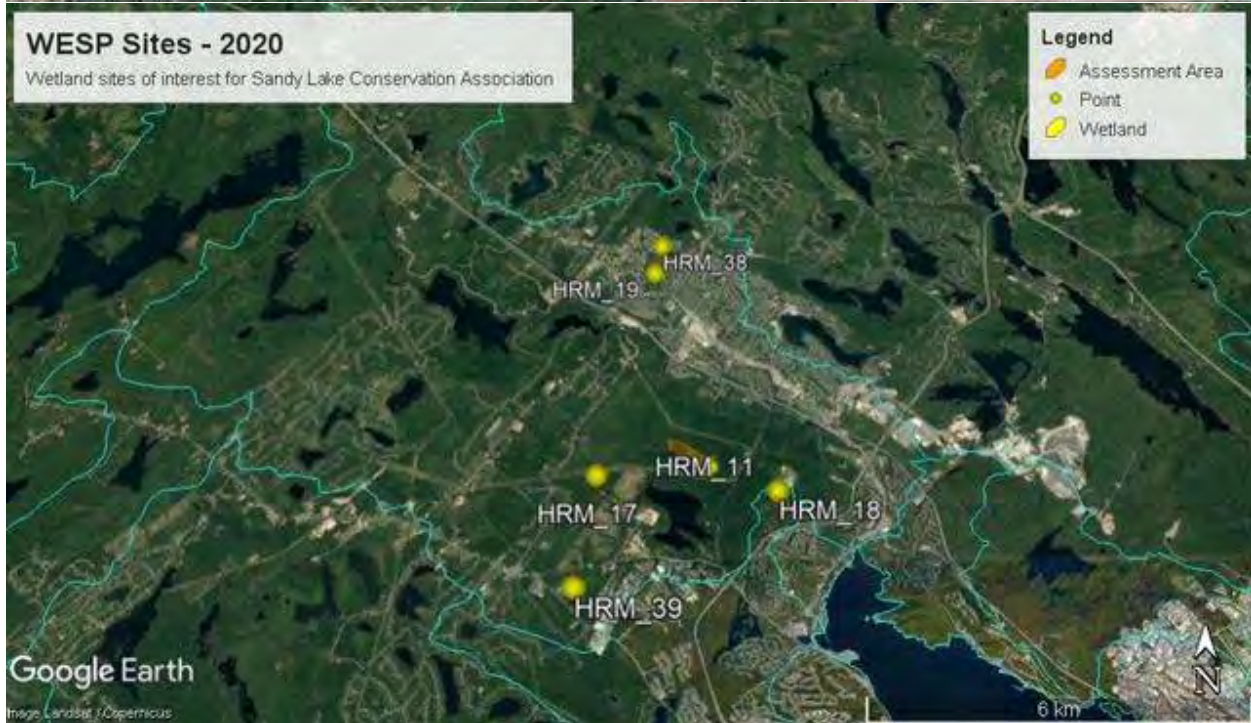 WESP Sites - 2020
Wetland sites of interest for Sandy Lake Conservation Association
Legend
Assessment Area
Point
Wetland
HRM_38
HRM_19
HRM_11
HRM_17
HRM_18
HRM_39
Google Earth
Image Landsat / Copernicus
6 km
N